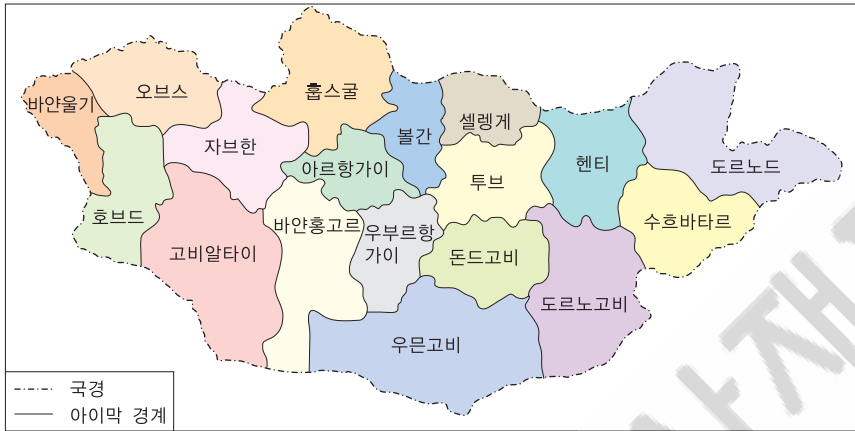 바얀울기
오브스
홉스굴
볼간
셀렝게
자브한
아르항가이
투브
헨티
도르노드
호브드
고비알타이
바얀홍고르
우부르항
가이
돈드고비
수흐바타르
도르노고비
우믄고비
국경
아이막 경계